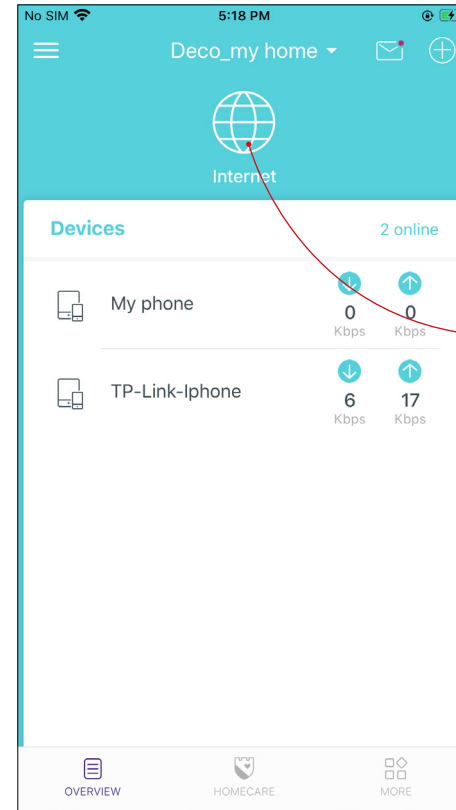 No SIM 5:18 PM
Deco_my home
Internet
Devices 2 online
My phone 0 Kbps 0 Kbps
TP-Link-Iphone 6 Kbps 17 Kbps
OVERVIEW HOMECARE MORE